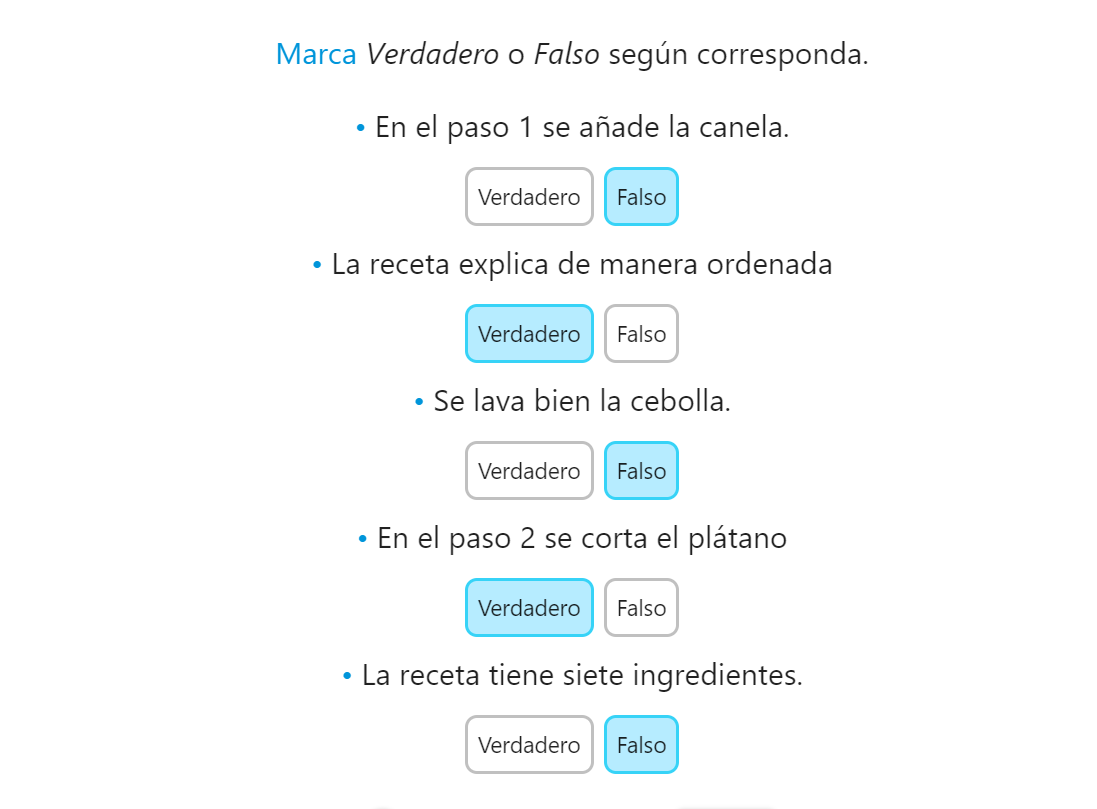 Marca Verdadero o Falso según corresponda.
• En el paso 1 se añade la canela.
Verdadero Falso
• La receta explica de manera ordenada
Verdadero Falso
• Se lava bien la cebolla.
Verdadero Falso
• En el paso 2 se corta el plátano
Verdadero Falso
• La receta tiene siete ingredientes.
Verdadero Falso